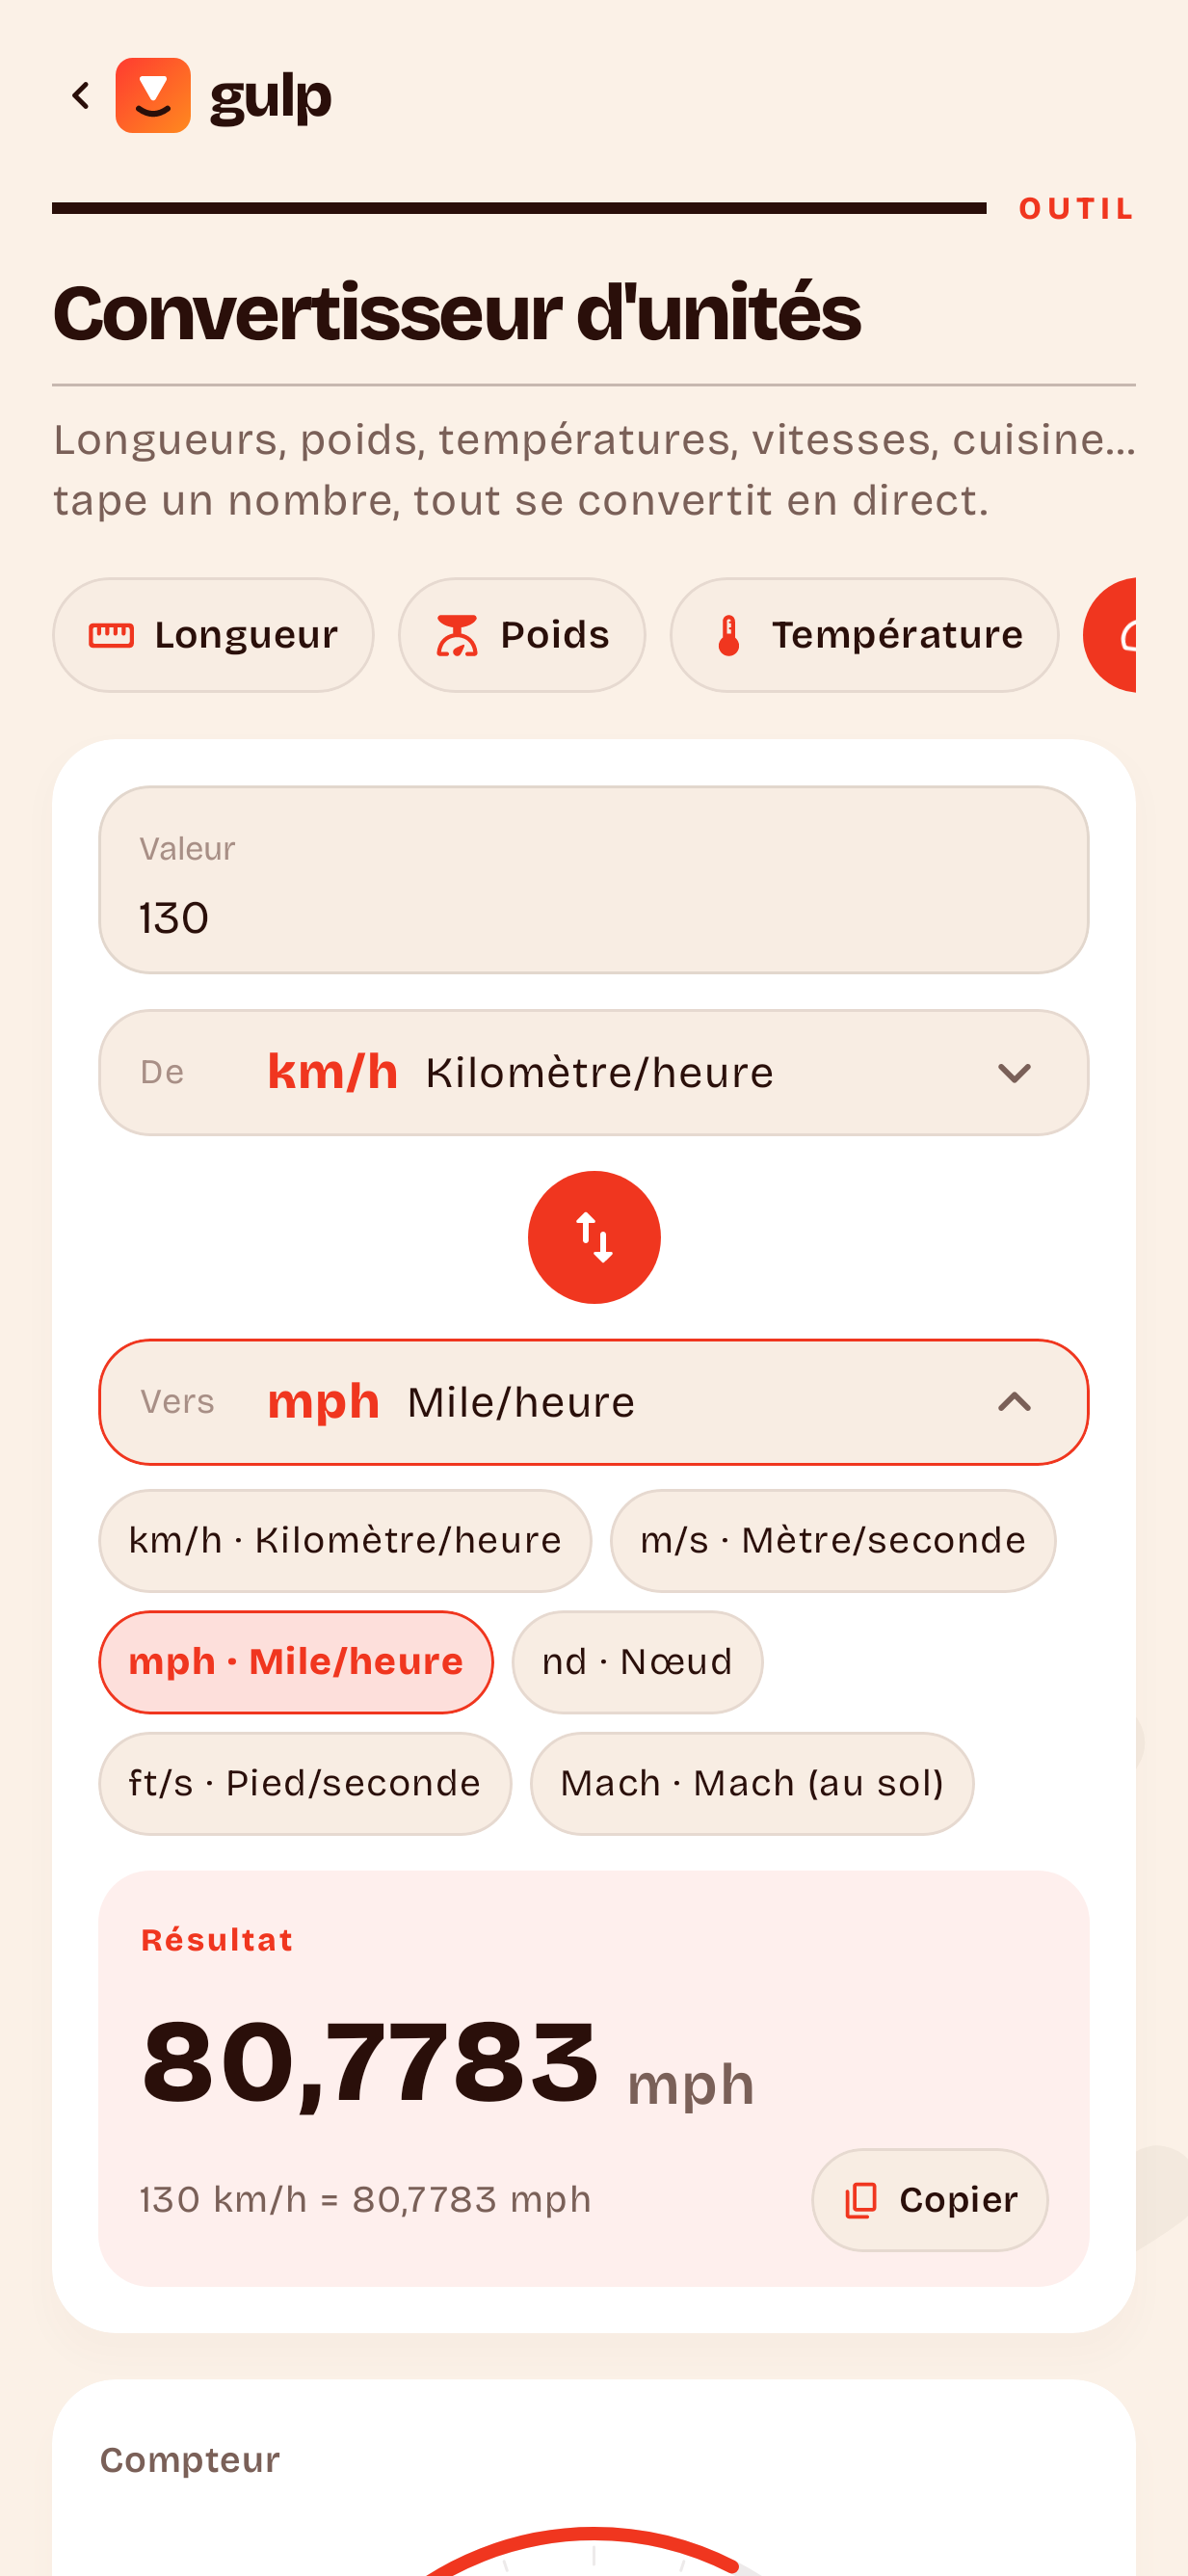 gulp
OUTIL
Convertisseur d'unités
Longueurs, poids, températures, vitesses, cuisine...
tape un nombre, tout se convertit en direct.
Longueur Poids Température
Valeur
130
De km/h Kilomètre/heure
Vers mph Mile/heure
km/h · Kilomètre/heure m/s · Mètre/seconde
mph · Mile/heure nd · Nœud
ft/s · Pied/seconde Mach · Mach (au sol)
Résultat
80,7783 mph
130 km/h = 80,7783 mph Copier
Compteur